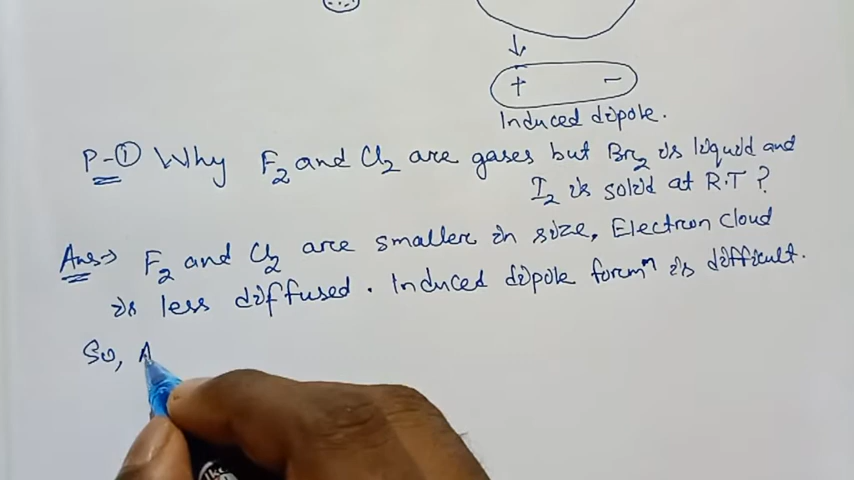 + −
Induced dipole.
P-① Why F₂ and Cl₂ are gases but Br₂ is liquid and
I₂ is solid at R.T ?
Ans→ F₂ and Cl₂ are smaller in size, Electron cloud
is less diffused. Induced dipole formⁿ is difficult.
So, A